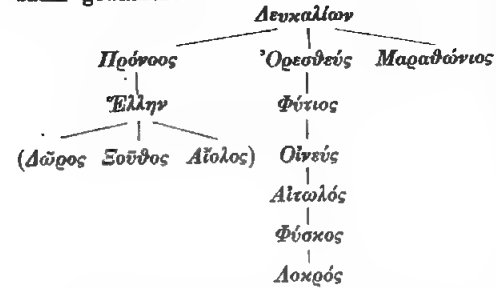 Δευκαλίων
Πρόνοος Ὀρεσθεύς Μαραθώνιος
Ἕλλην Φύτιος
(Δῶρος Ξοῦθος Αἴολος) Οἰνεύς
Αἰτωλός
Φύσκος
Λοκρός